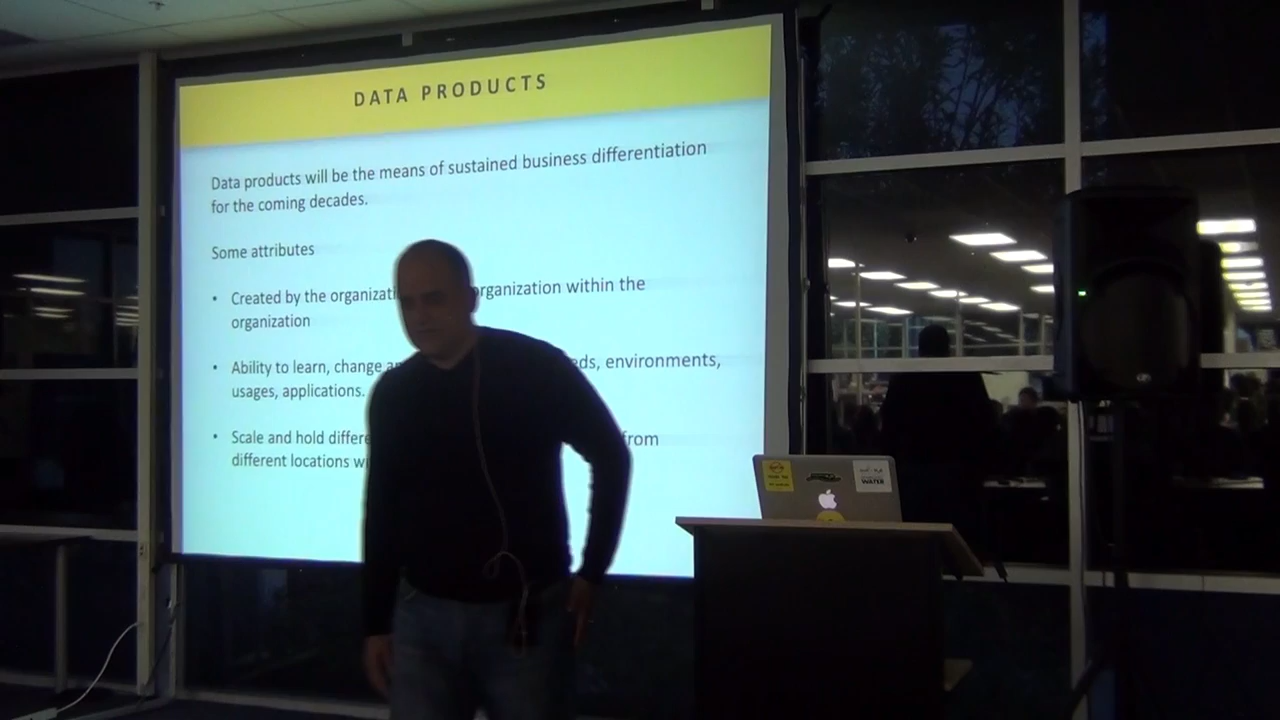 DATA PRODUCTS
Data products will be the means of sustained business differentiation
for the coming decades.
Some attributes
• Created by the organizati organization within the
organization
• Ability to learn, change environments,
usages, applications.
• Scale and hold from
different locations
WATER